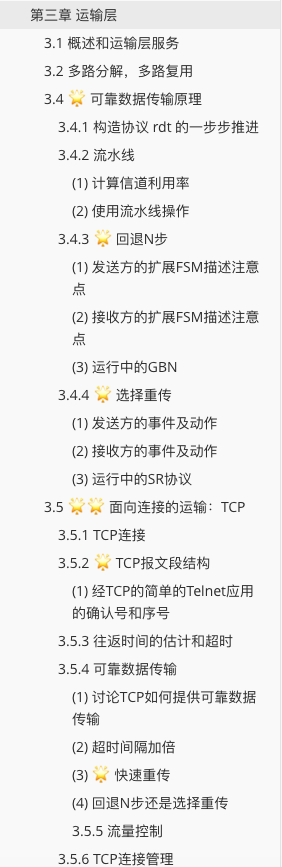 第三章 运输层
3.1 概述和运输层服务
3.2 多路分解，多路复用
3.4 🌟 可靠数据传输原理
3.4.1 构造协议 rdt 的一步步推进
3.4.2 流水线
(1) 计算信道利用率
(2) 使用流水线操作
3.4.3 🌟 回退N步
(1) 发送方的扩展FSM描述注意
点
(2) 接收方的扩展FSM描述注意
点
(3) 运行中的GBN
3.4.4 🌟 选择重传
(1) 发送方的事件及动作
(2) 接收方的事件及动作
(3) 运行中的SR协议
3.5 🌟🌟 面向连接的运输：TCP
3.5.1 TCP连接
3.5.2 🌟 TCP报文段结构
(1) 经TCP的简单的Telnet应用
的确认号和序号
3.5.3 往返时间的估计和超时
3.5.4 可靠数据传输
(1) 讨论TCP如何提供可靠数据
传输
(2) 超时间隔加倍
(3) 🌟 快速重传
(4) 回退N步还是选择重传
3.5.5 流量控制
3.5.6 TCP连接管理